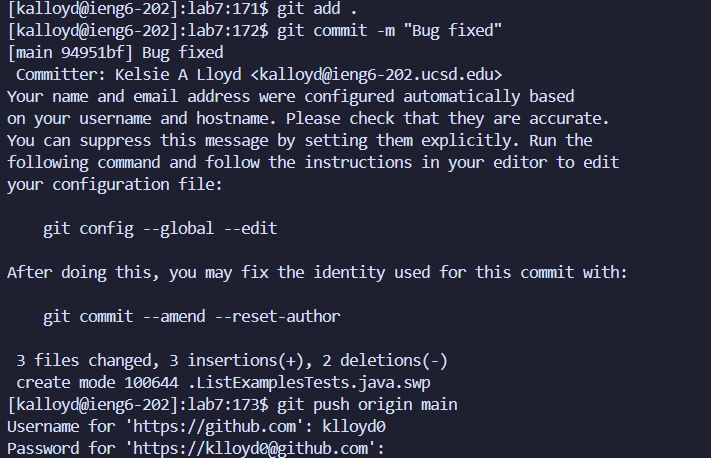 [kalloyd@ieng6-202]:lab7:171$ git add .
[kalloyd@ieng6-202]:lab7:172$ git commit -m "Bug fixed"
[main 94951bf] Bug fixed
 Committer: Kelsie A Lloyd <kalloyd@ieng6-202.ucsd.edu>
Your name and email address were configured automatically based
on your username and hostname. Please check that they are accurate.
You can suppress this message by setting them explicitly. Run the
following command and follow the instructions in your editor to edit
your configuration file:

    git config --global --edit

After doing this, you may fix the identity used for this commit with:

    git commit --amend --reset-author

 3 files changed, 3 insertions(+), 2 deletions(-)
 create mode 100644 .ListExamplesTests.java.swp
[kalloyd@ieng6-202]:lab7:173$ git push origin main
Username for 'https://github.com': klloyd0
Password for 'https://klloyd0@github.com':